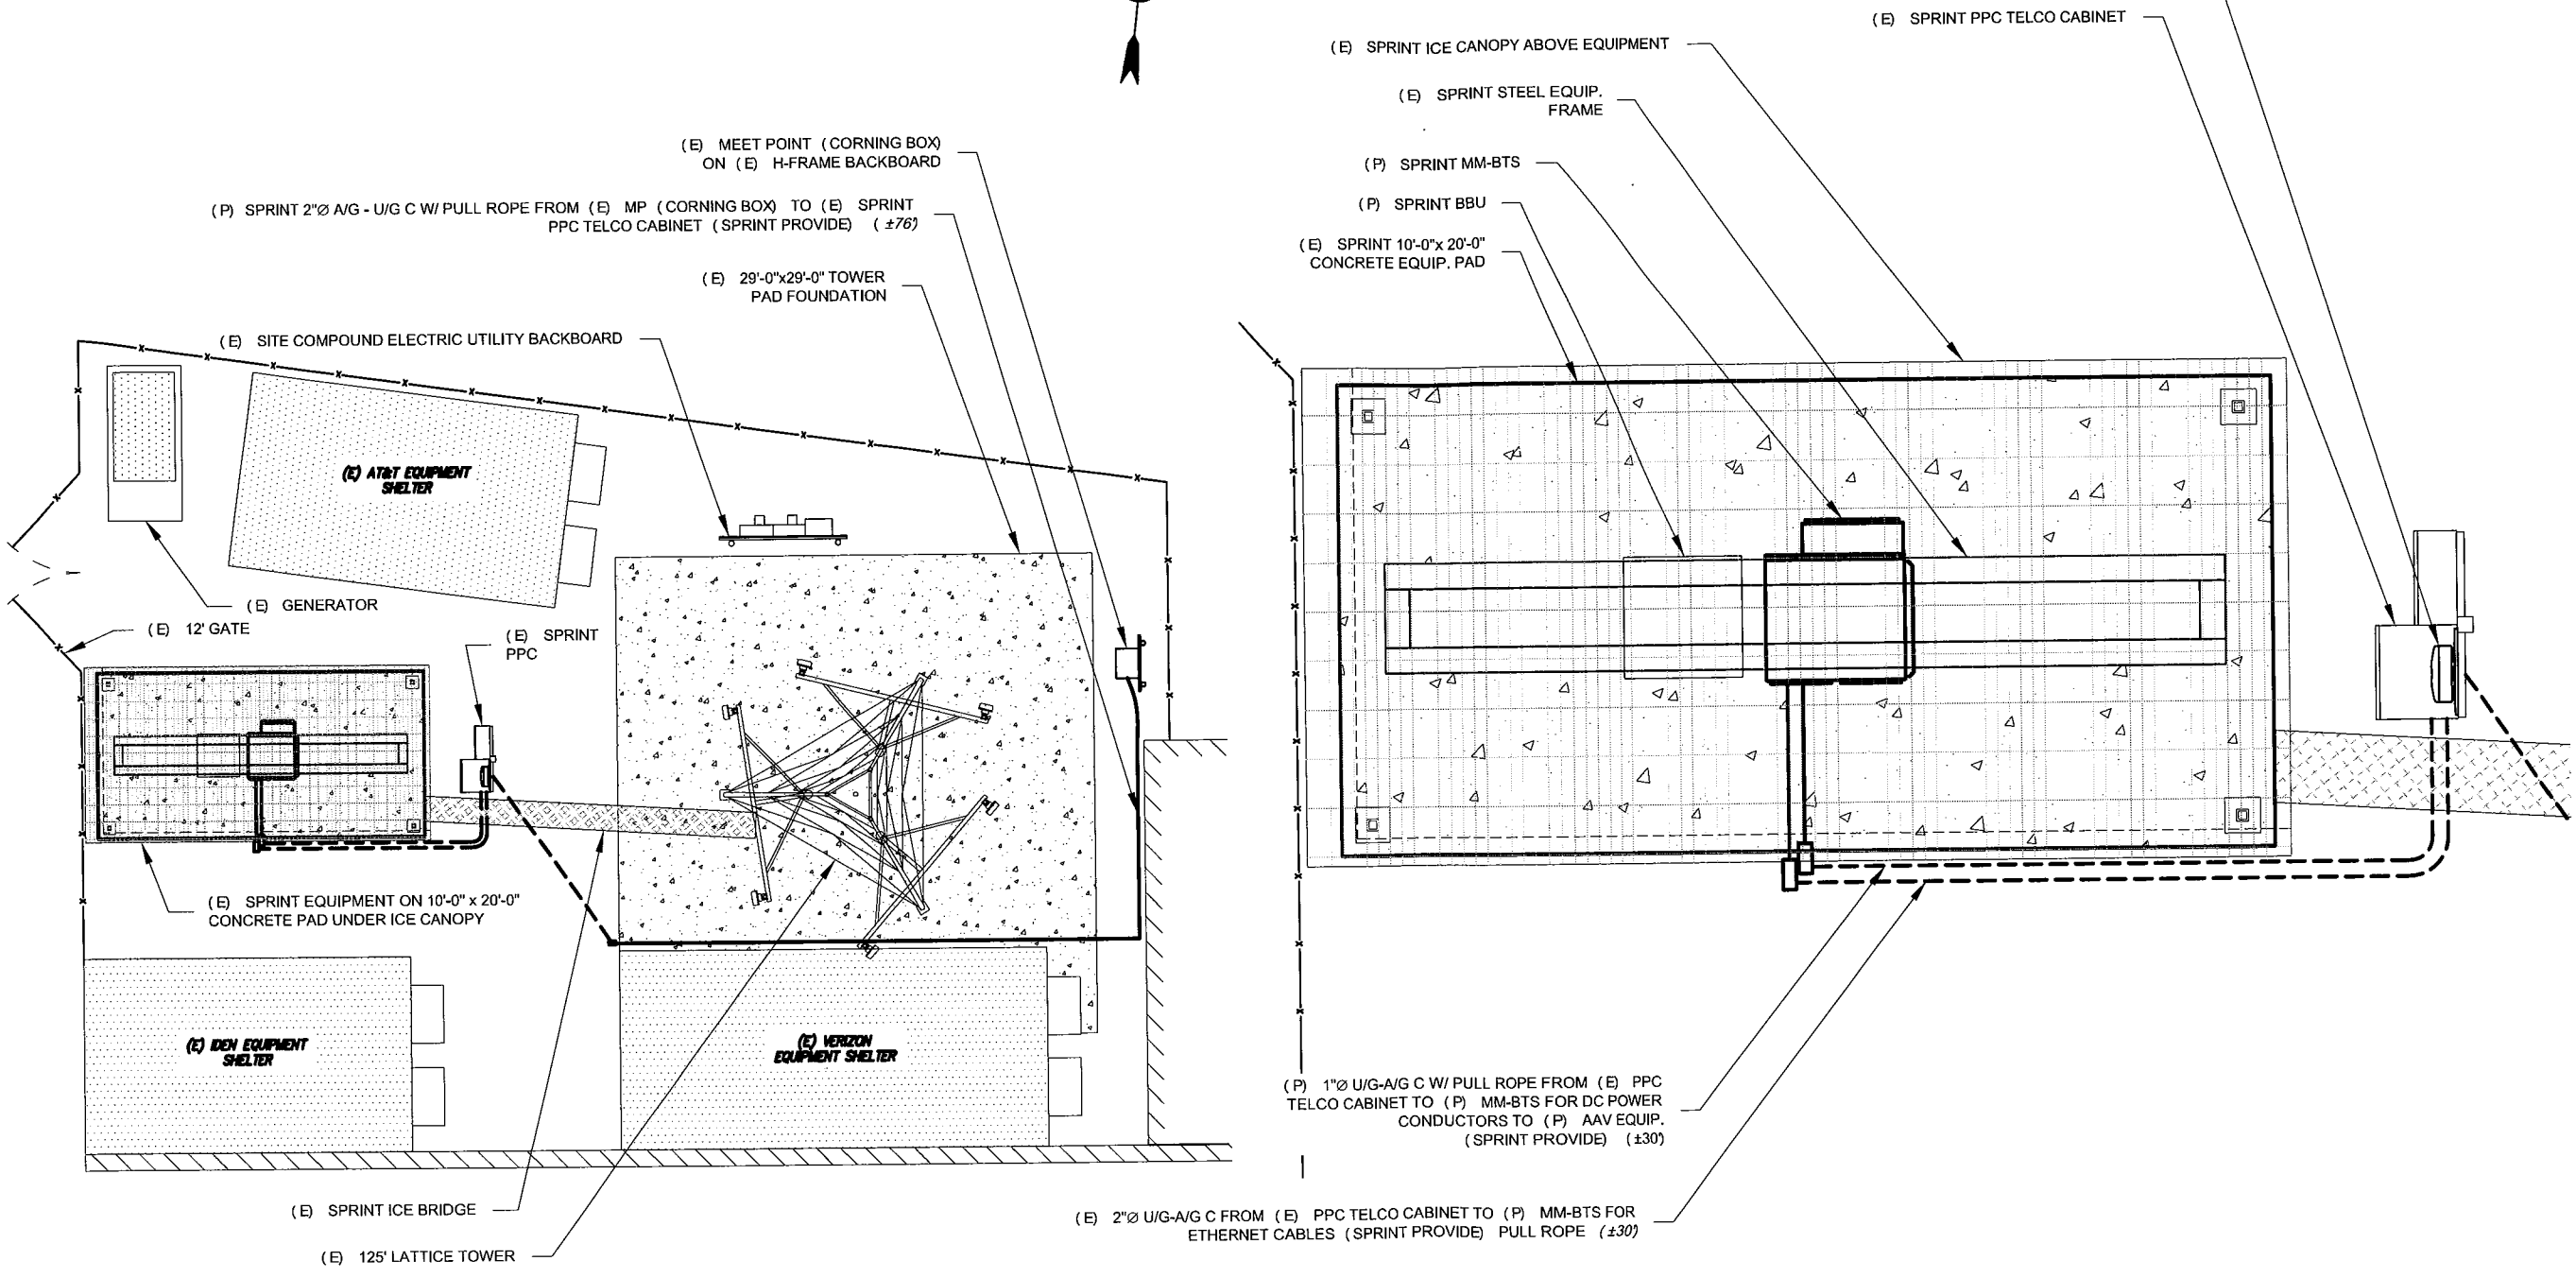 (E) SPRINT PPC TELCO CABINET
(E) SPRINT ICE CANOPY ABOVE EQUIPMENT
(E) SPRINT STEEL EQUIP.
FRAME
(P) SPRINT MM-BTS
(P) SPRINT BBU
(E) SPRINT 10'-0"x 20'-0"
CONCRETE EQUIP. PAD
(E) MEET POINT (CORNING BOX)
ON (E) H-FRAME BACKBOARD
(P) SPRINT 2"Ø A/G - U/G C W/ PULL ROPE FROM (E) MP (CORNING BOX) TO (E) SPRINT
PPC TELCO CABINET (SPRINT PROVIDE) (±76')
(E) 29'-0"x29'-0" TOWER
PAD FOUNDATION
(E) SITE COMPOUND ELECTRIC UTILITY BACKBOARD
(E) AT&T EQUIPMENT
SHELTER
(E) GENERATOR
(E) 12' GATE
(E) SPRINT
PPC
(E) SPRINT EQUIPMENT ON 10'-0" x 20'-0"
CONCRETE PAD UNDER ICE CANOPY
(E) IDEN EQUIPMENT
SHELTER
(E) VERIZON
EQUIPMENT SHELTER
(E) SPRINT ICE BRIDGE
(E) 125' LATTICE TOWER
(P) 1"Ø U/G-A/G C W/ PULL ROPE FROM (E) PPC
TELCO CABINET TO (P) MM-BTS FOR DC POWER
CONDUCTORS TO (P) AAV EQUIP.
(SPRINT PROVIDE) (±30')
(E) 2"Ø U/G-A/G C FROM (E) PPC TELCO CABINET TO (P) MM-BTS FOR
ETHERNET CABLES (SPRINT PROVIDE) PULL ROPE (±30')